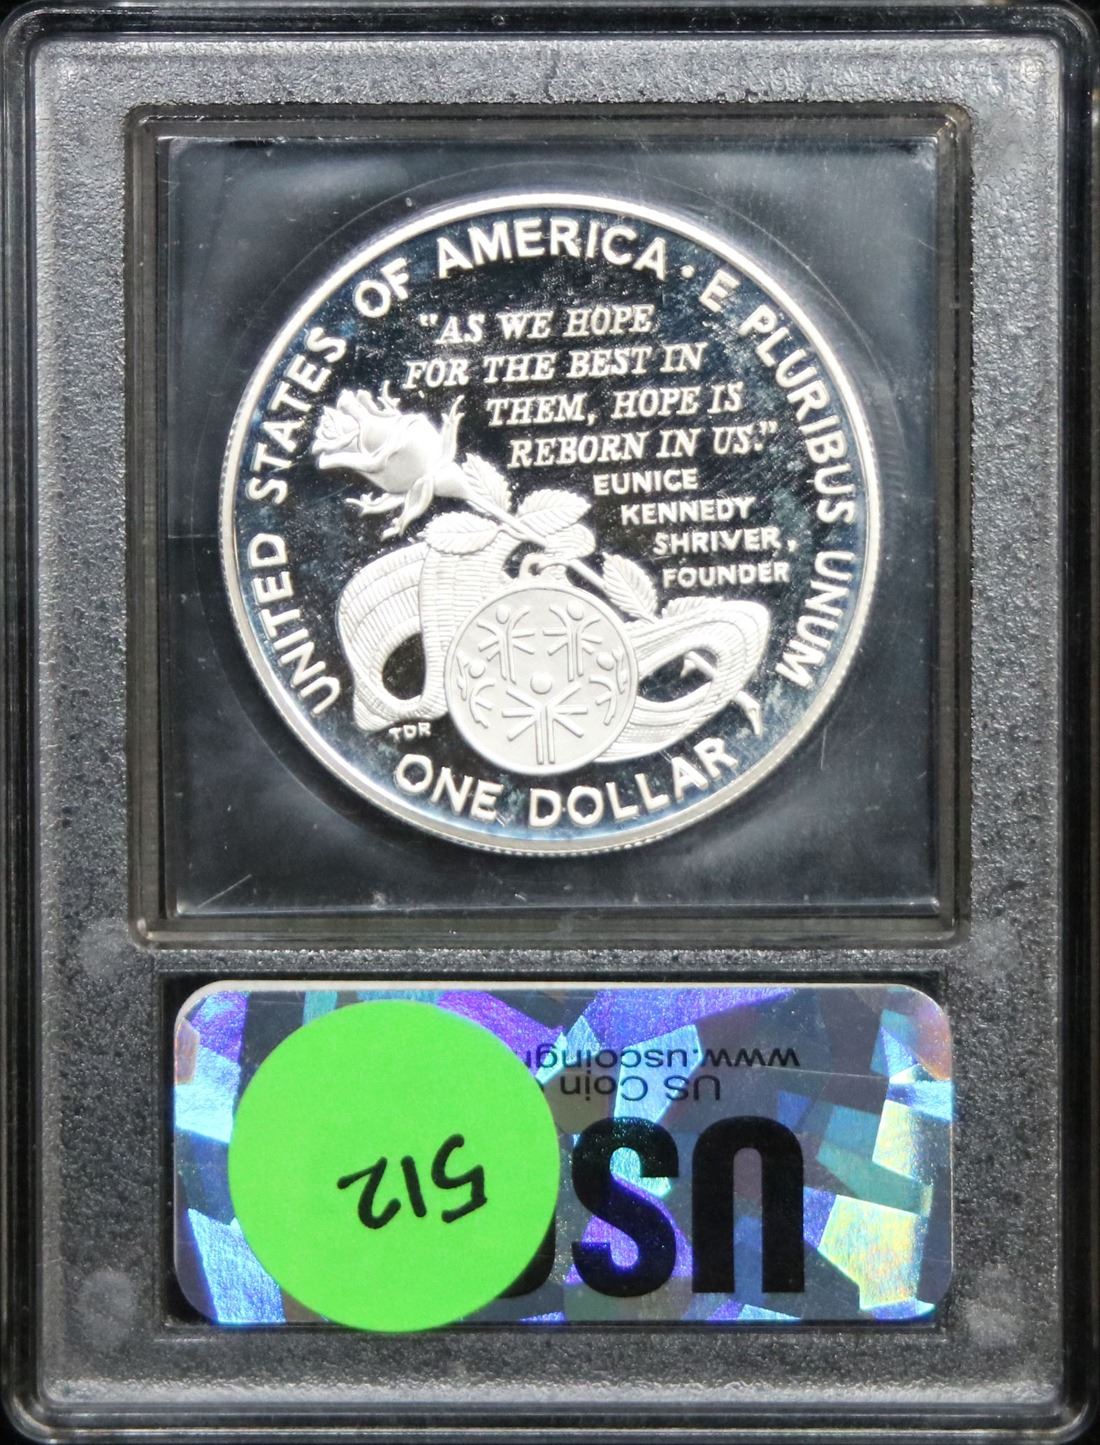 UNITED STATES OF AMERICA · E PLURIBUS UNUM
"AS WE HOPE
FOR THE BEST IN
THEM, HOPE IS
REBORN IN US."
EUNICE
KENNEDY
SHRIVER,
FOUNDER
TDR
ONE DOLLAR
512
US
US Coin
www.uscoing